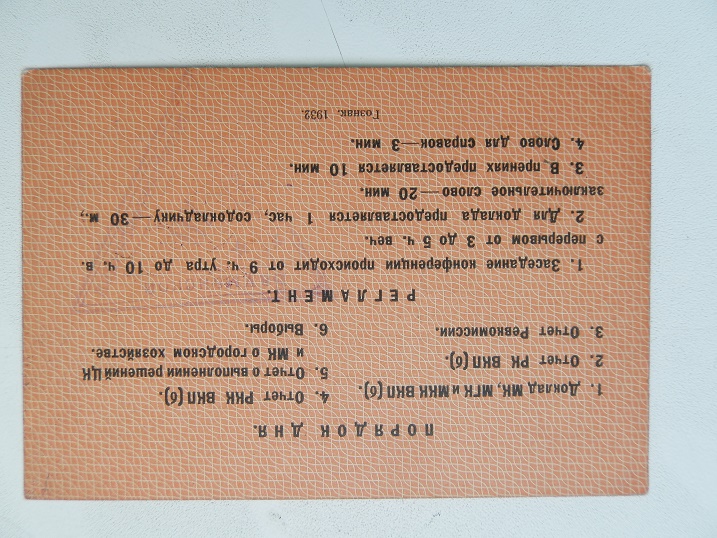 ПОРЯДОК ДНЯ.
1. Доклад МК, МГК и МКК ВКП(б).
2. Отчет РК ВКП(б).
3. Отчет Ревкомиссии.
4. Отчет РКК ВКП(б).
5. Отчет о выполнении решений ЦК
и МК о городском хозяйстве.
6. Выборы.
РЕГЛАМЕНТ.
1. Заседание конференции происходит от 9 ч. утра до 10 ч. в.
с перерывом от 3 до 5 ч. веч.
2. Для доклада предоставляется 1 час, содокладчику—30 м.,
заключительное слово—20 мин.
3. В прениях предоставляется 10 мин.
4. Слово для справок—3 мин.
Гознак. 1932.